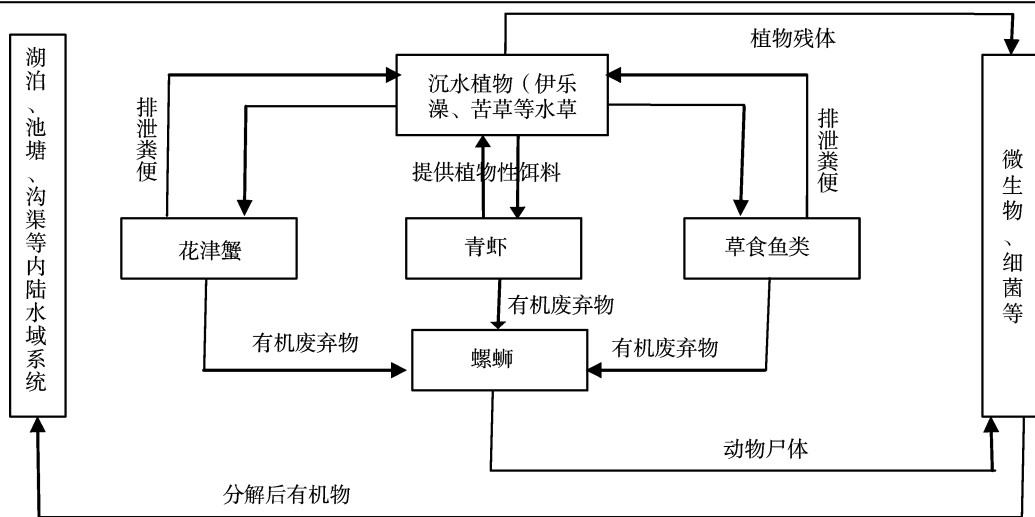 植物残体
湖泊、池塘、沟渠等内陆水域系统
沉水植物（伊乐
澡、苦草等水草
排泄粪便
排泄粪便
提供植物性饵料
微生物、细菌等
花津蟹
青虾
草食鱼类
有机废弃物
有机废弃物
有机废弃物
螺蛳
动物尸体
分解后有机物